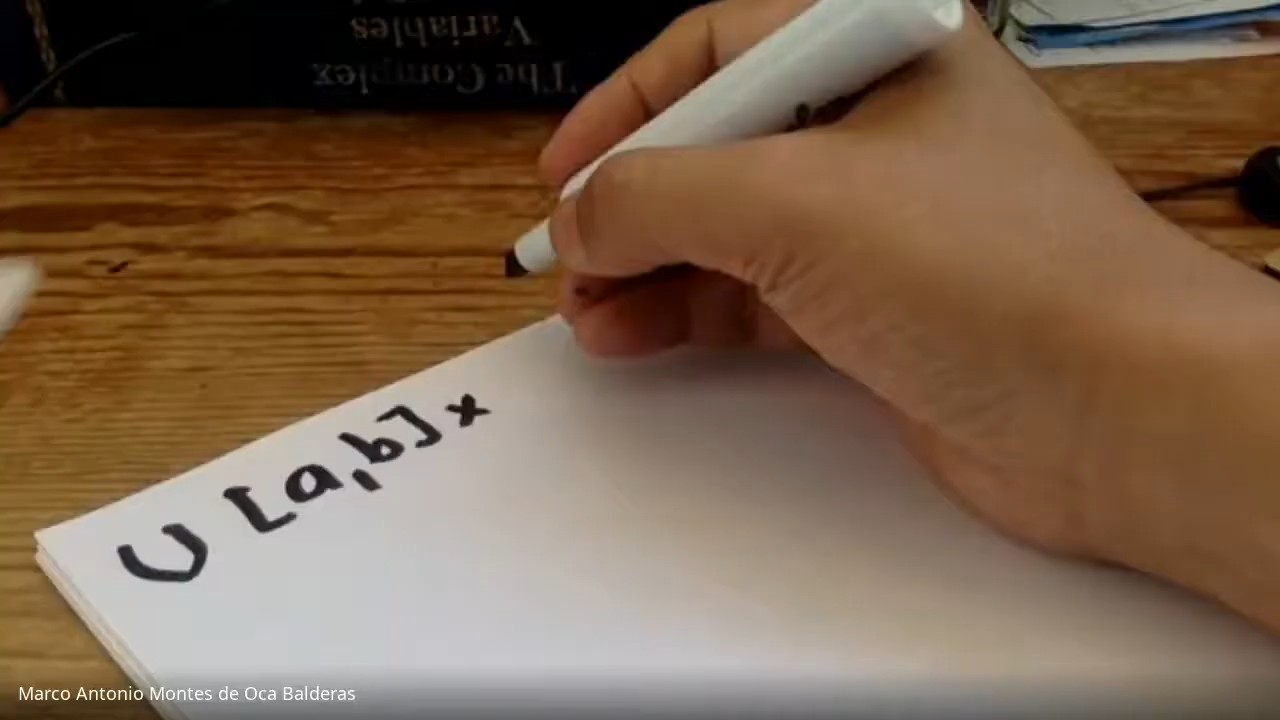 The Complex
Variables
∪ [a,b] x
Marco Antonio Montes de Oca Balderas